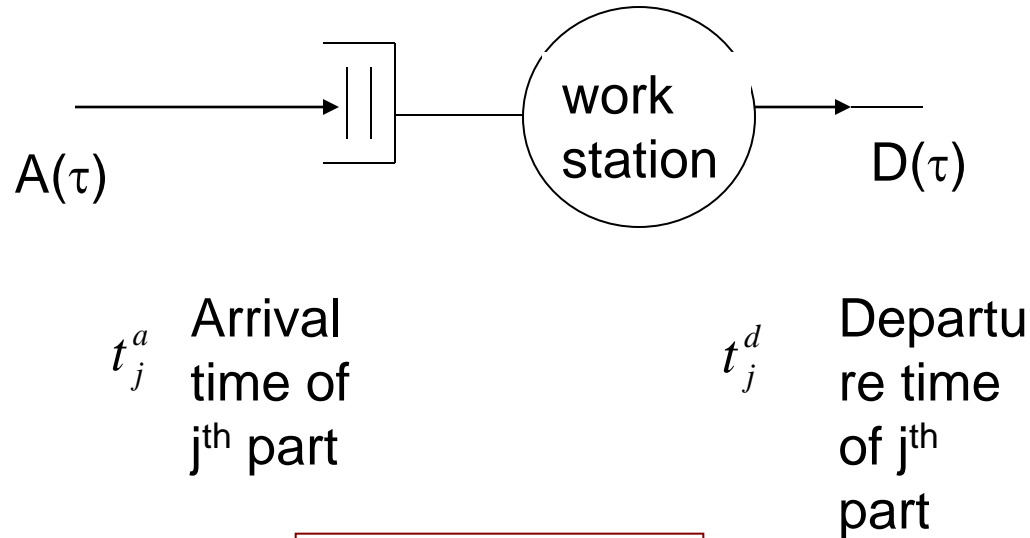 work
station
A(τ)
D(τ)
t_j^a
Arrival
time of
j^th part
t_j^d
Departu
re time
of j^th
part